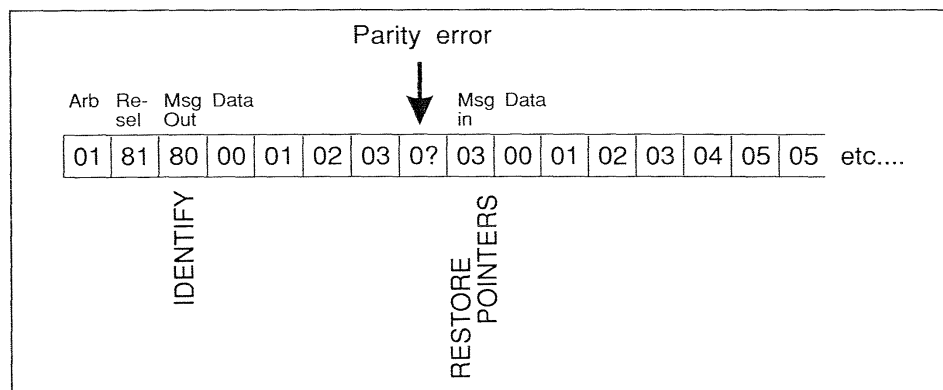 Parity error
Arb Re- Msg Data Msg Data
sel Out in
01 81 80 00 01 02 03 0? 03 00 01 02 03 04 05 05 etc....
IDENTIFY
RESTORE
POINTERS